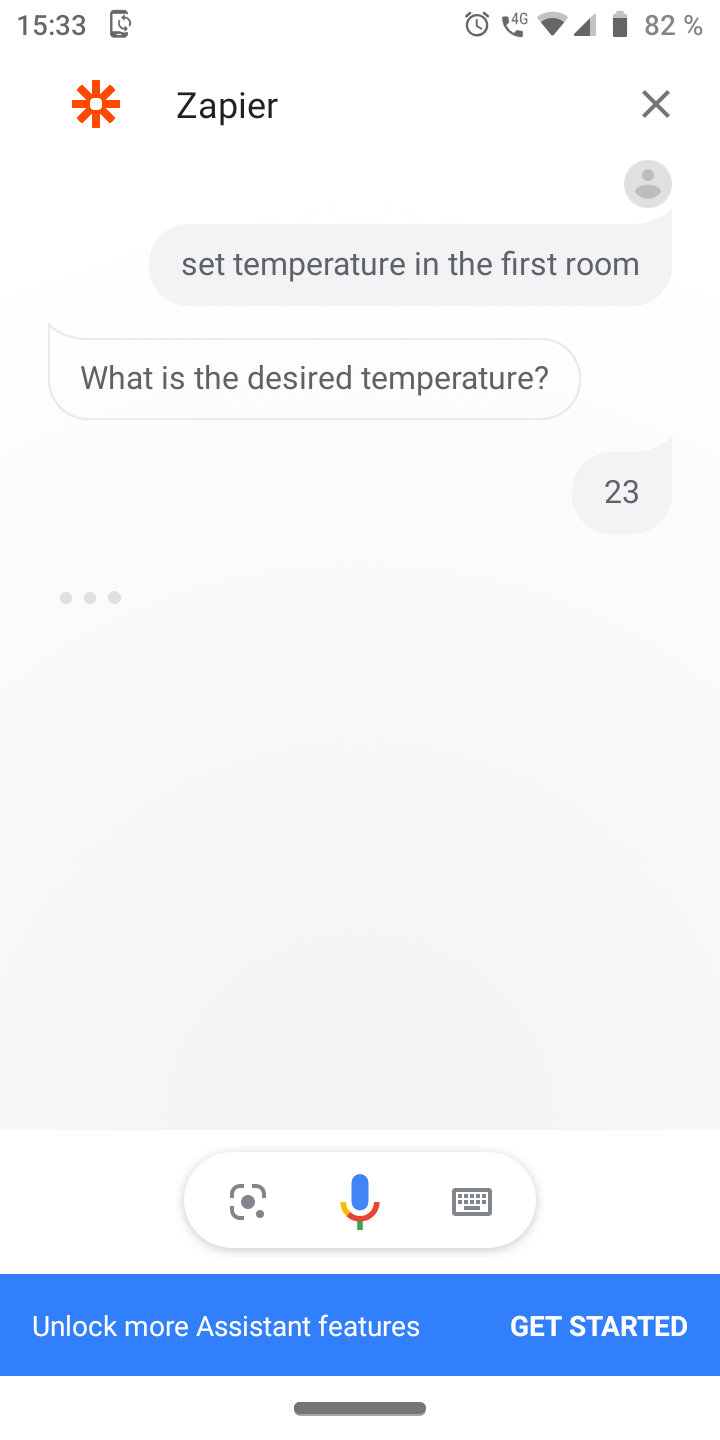 15:33 4G 82 %
Zapier
set temperature in the first room
What is the desired temperature?
23
Unlock more Assistant features GET STARTED